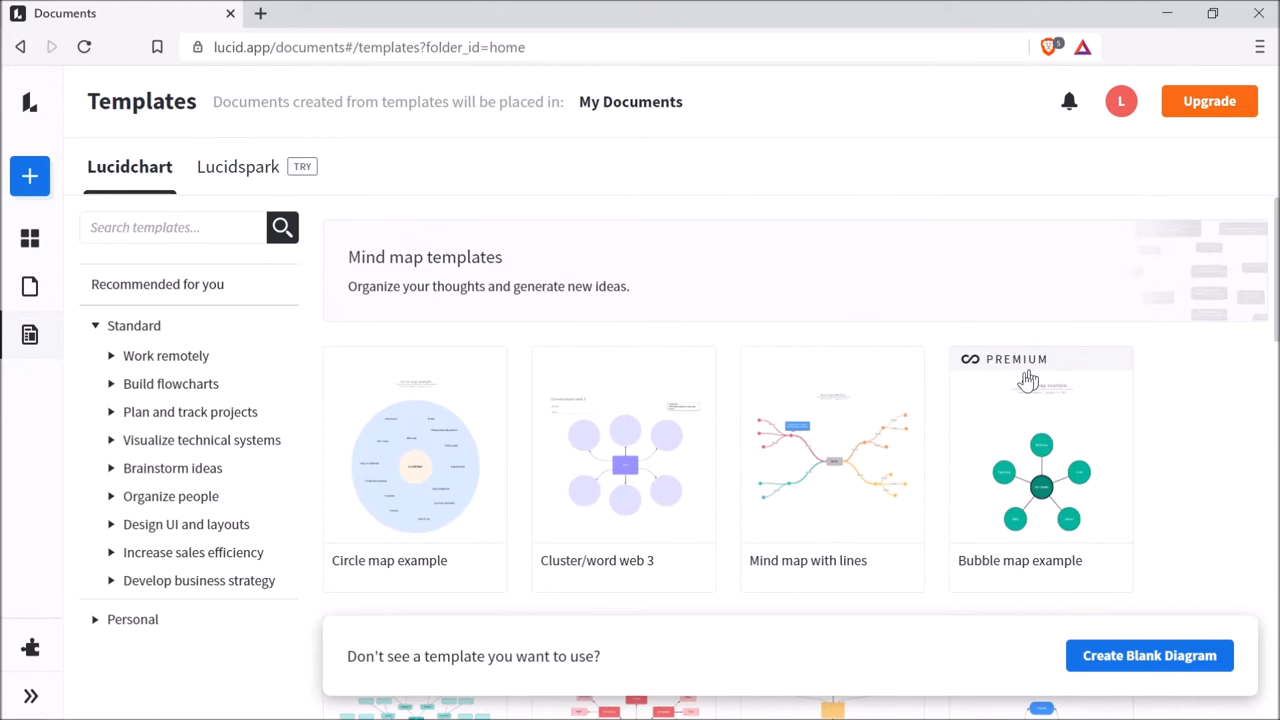 Documents
lucid.app/documents#/templates?folder_id=home
5
Templates
Documents created from templates will be placed in: My Documents
L
Upgrade
Lucidchart
Lucidspark
TRY
Search templates...
Recommended for you
Standard
Work remotely
Build flowcharts
Plan and track projects
Visualize technical systems
Brainstorm ideas
Organize people
Design UI and layouts
Increase sales efficiency
Develop business strategy
Personal
Mind map templates
Organize your thoughts and generate new ideas.
PREMIUM
Circle map example
Cluster/word web 3
Mind map with lines
Bubble map example
Don't see a template you want to use?
Create Blank Diagram